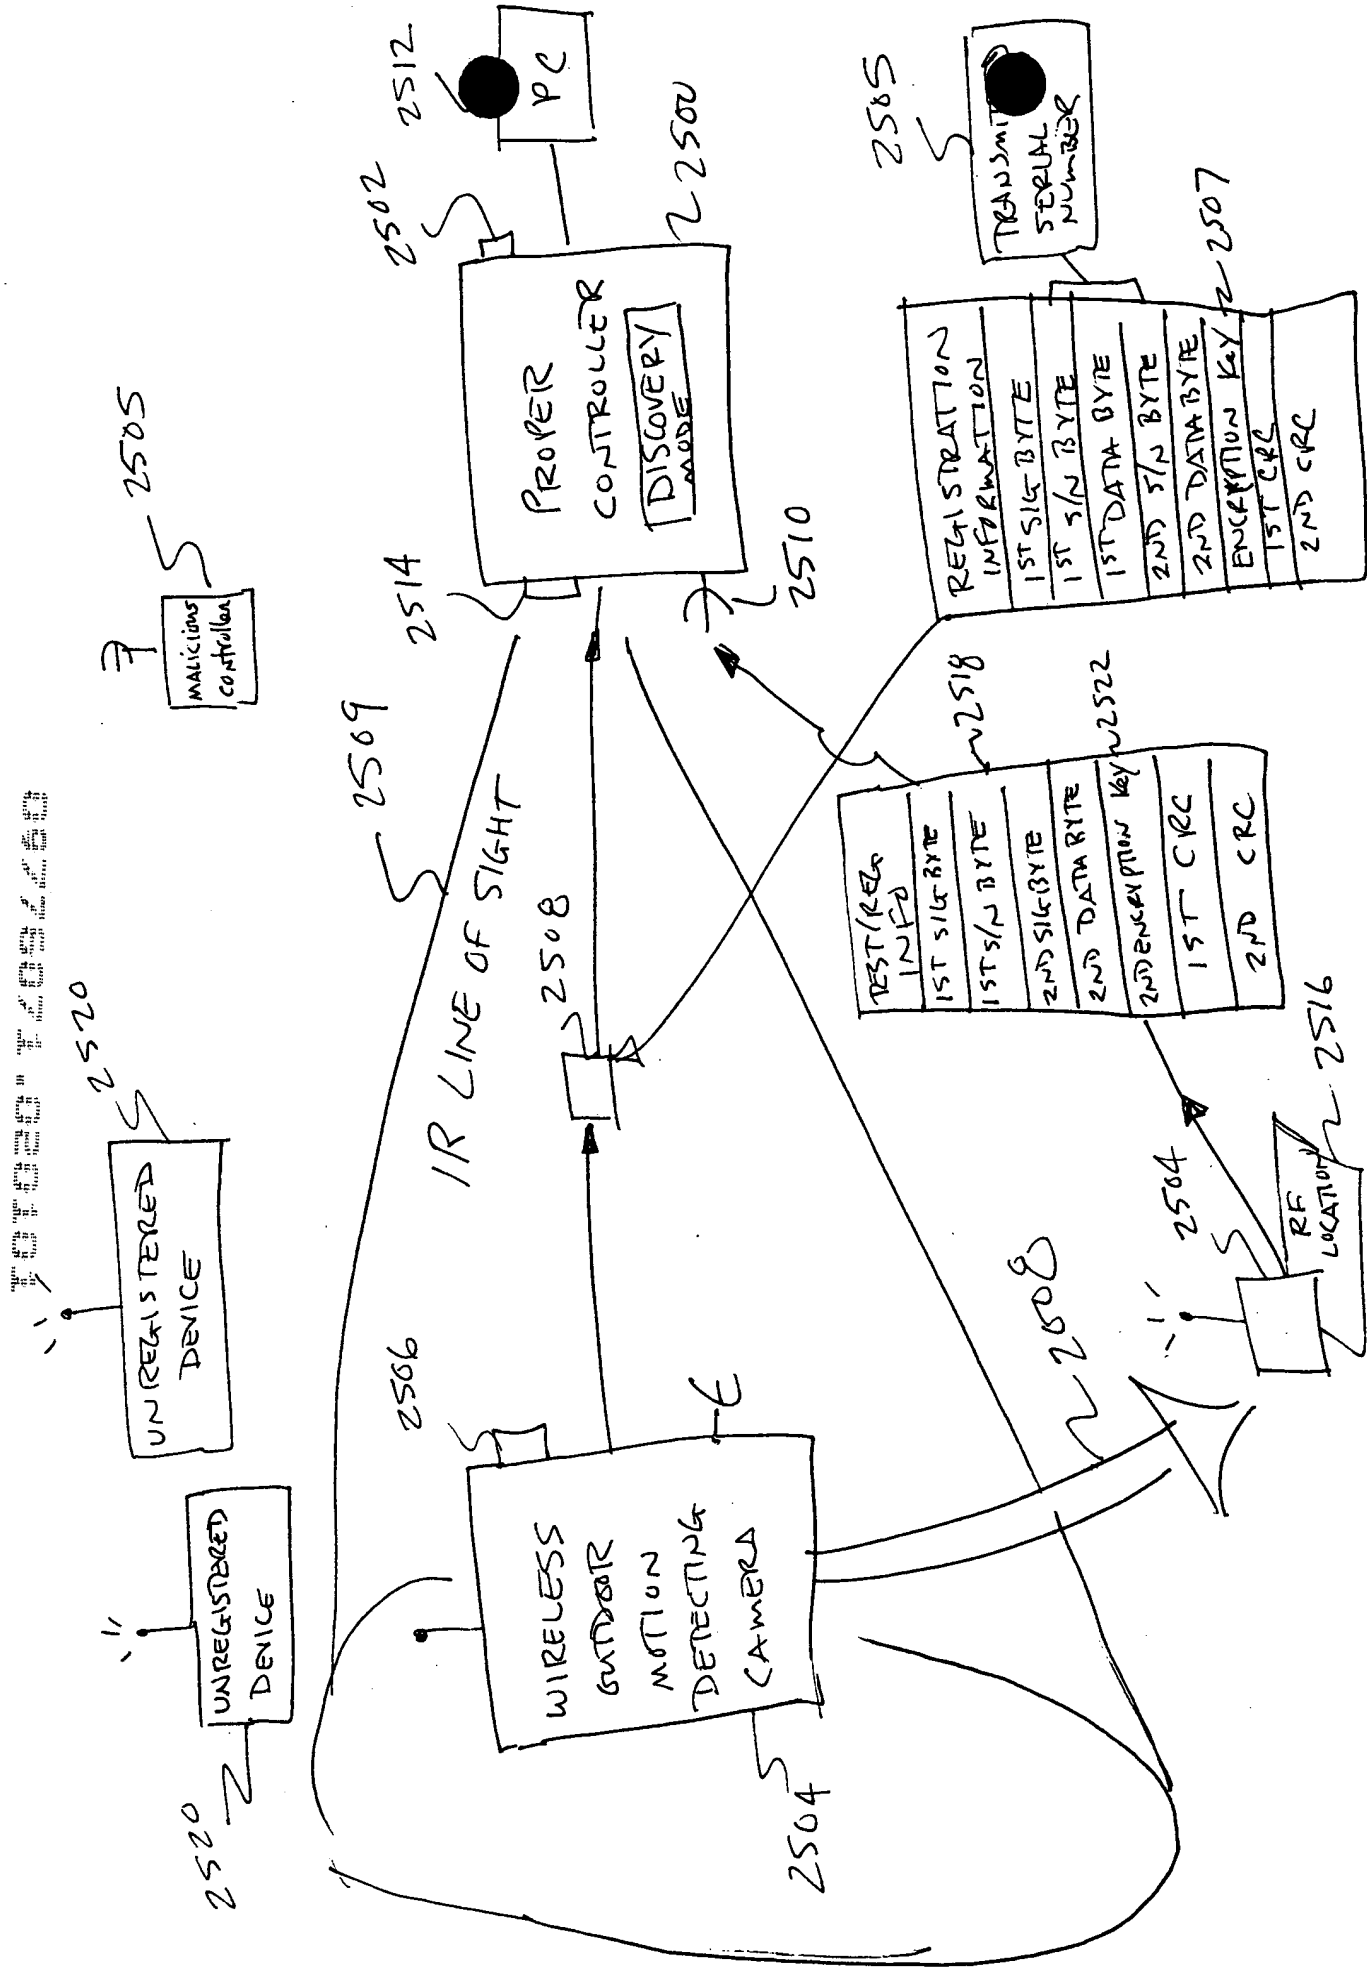 2520
UNREGISTERED
DEVICE
UNREGISTERED
DEVICE
2520
MALICIOUS
CONTROLLER
2505
2509
IR LINE OF SIGHT
2506
WIRELESS
OUTDOOR
MOTION
DETECTING
CAMERA
2504
2508
2514
PROPER
CONTROLLER
DISCOVERY
MODE
2502
2512
PC
2500
2510
2508
2504
RF
LOCATION
2516
TEST/REG
INFO
1ST SIG BYTE
1ST S/N BYTE
2ND SIG BYTE
2ND DATA BYTE
2ND ENCRYPTION KEY
1ST CRC
2ND CRC
2518
2522
REGISTRATION
INFORMATION
1ST SIG BYTE
1ST S/N BYTE
1ST DATA BYTE
2ND S/N BYTE
2ND DATA BYTE
ENCRYPTION KEY
1ST CRC
2ND CRC
2507
2505
TRANSMIT
SERIAL
NUMBER